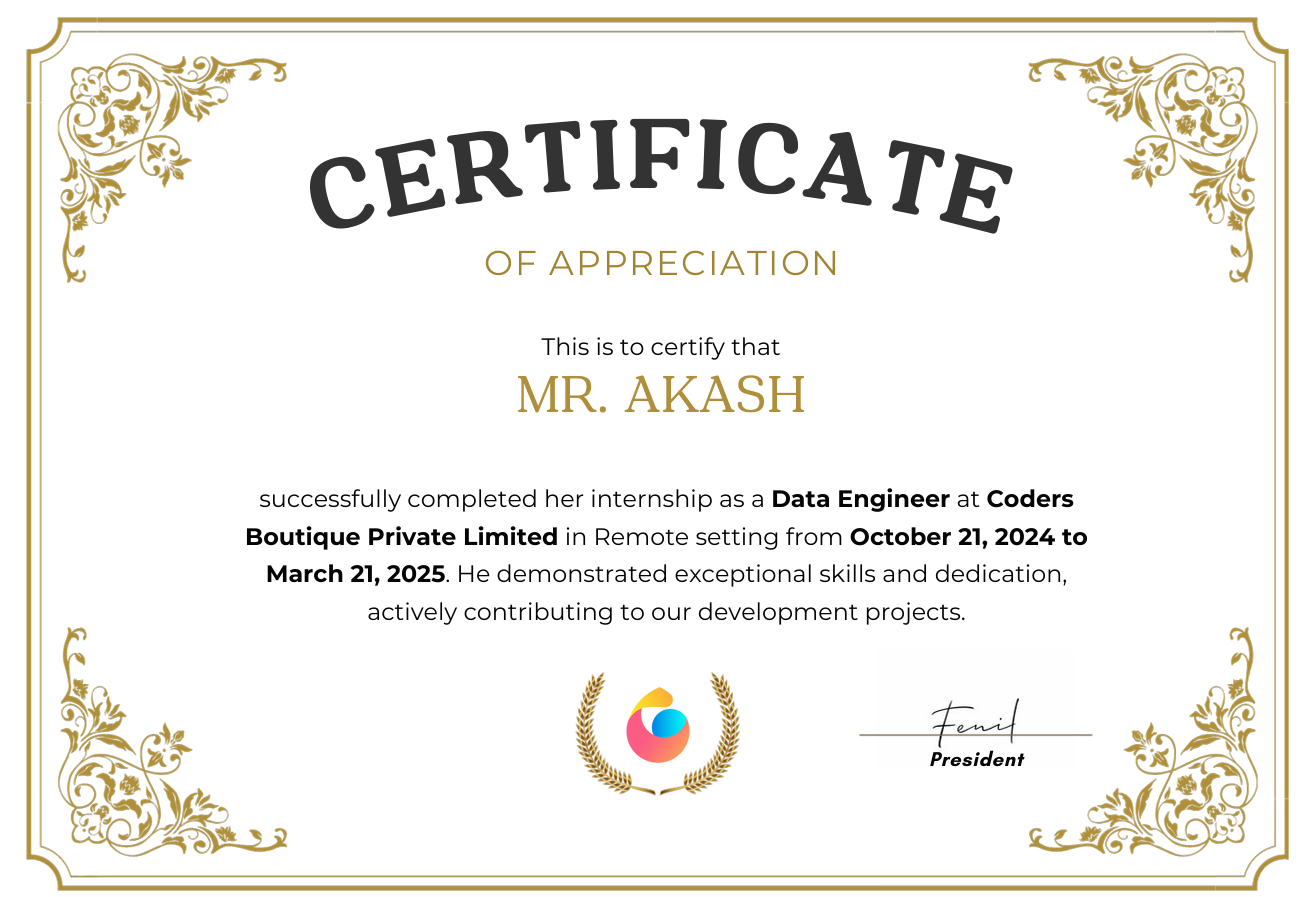 CERTIFICATE
OF APPRECIATION
This is to certify that
MR. AKASH
successfully completed her internship as a Data Engineer at Coders
Boutique Private Limited in Remote setting from October 21, 2024 to
March 21, 2025. He demonstrated exceptional skills and dedication,
actively contributing to our development projects.
Fenil
President